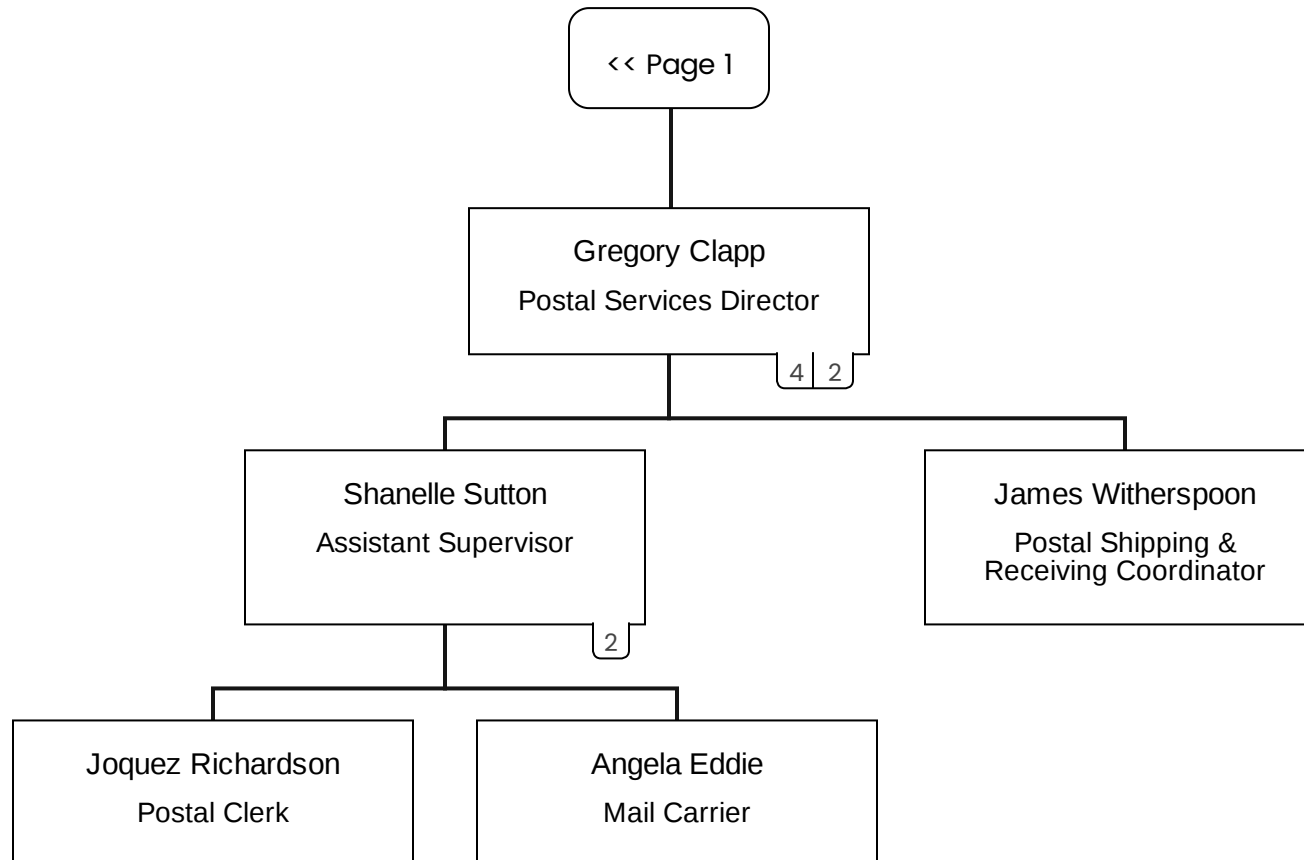 << Page 1
Gregory Clapp
Postal Services Director
4 2
Shanelle Sutton
Assistant Supervisor
2
James Witherspoon
Postal Shipping &
Receiving Coordinator
Joquez Richardson
Postal Clerk
Angela Eddie
Mail Carrier